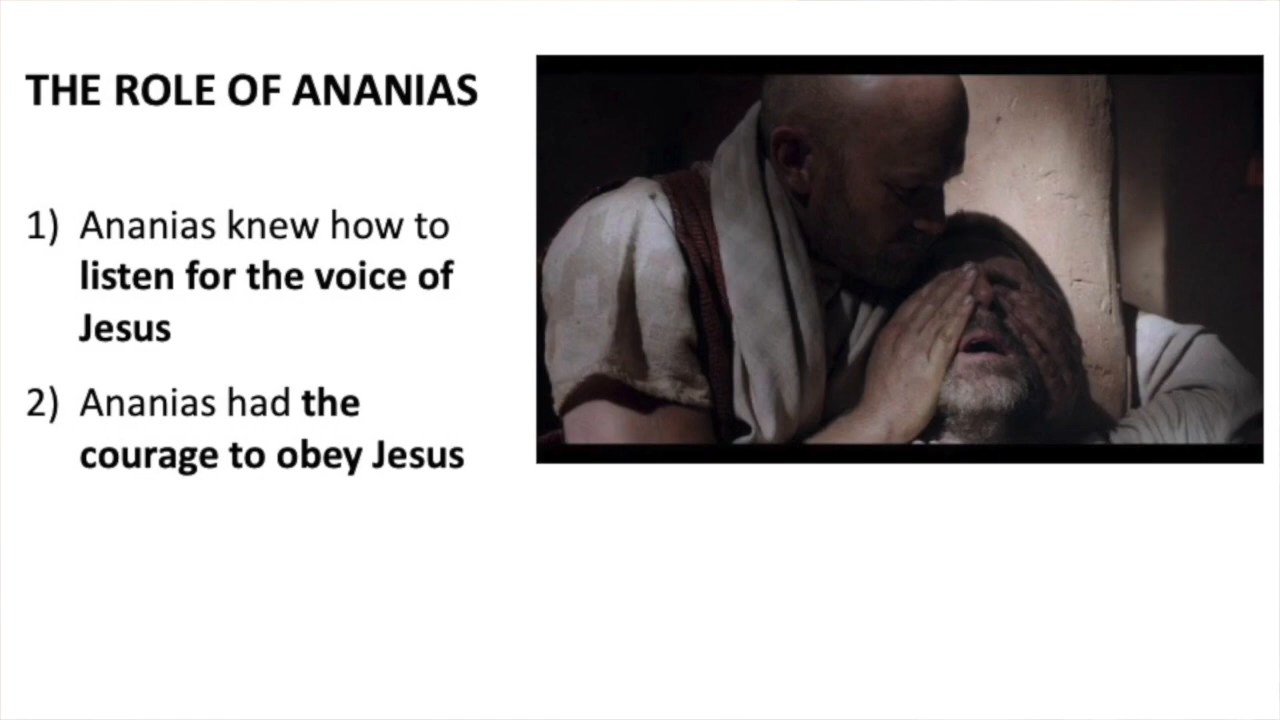 THE ROLE OF ANANIAS
1) Ananias knew how to
listen for the voice of
Jesus
2) Ananias had the
courage to obey Jesus